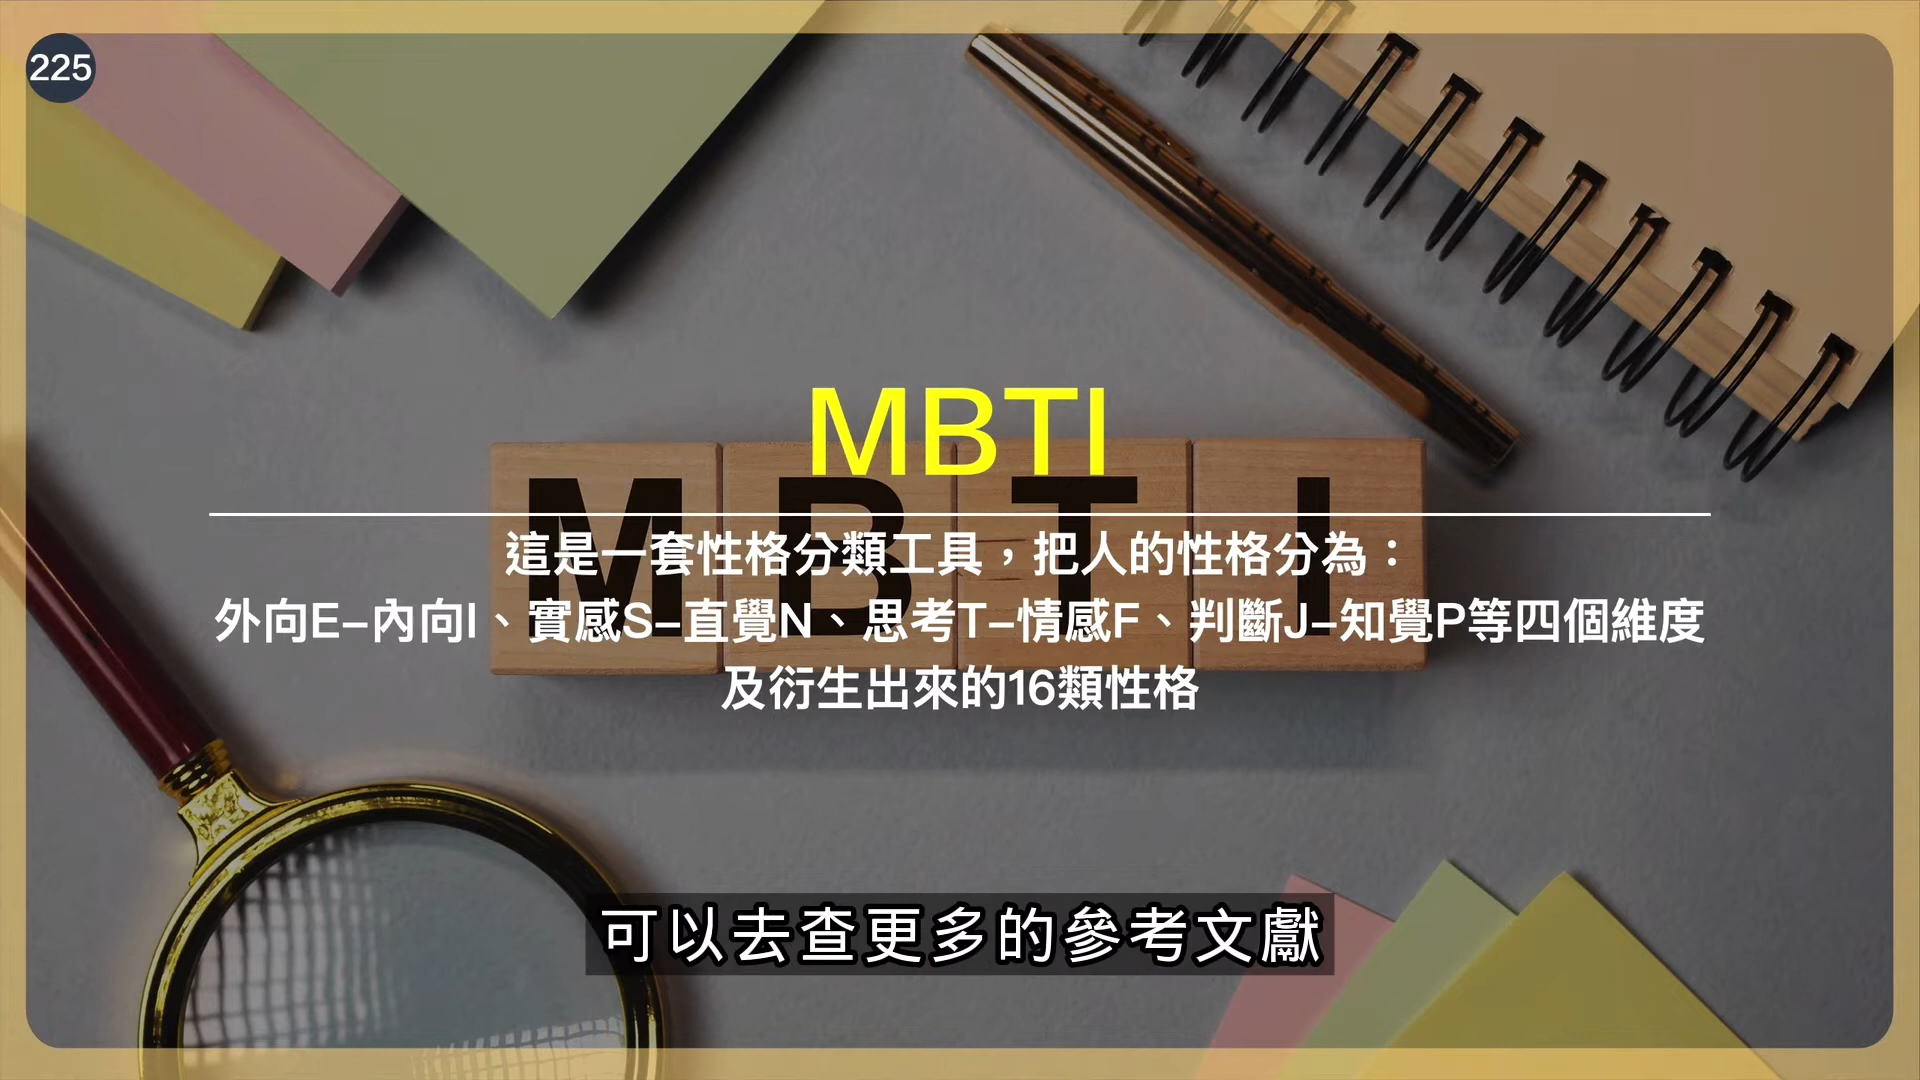 225
MBTI
M B T I
這是一套性格分類工具，把人的性格分為：
外向E–內向I、實感S–直覺N、思考T–情感F、判斷J–知覺P等四個維度
及衍生出來的16類性格
可以去查更多的參考文獻